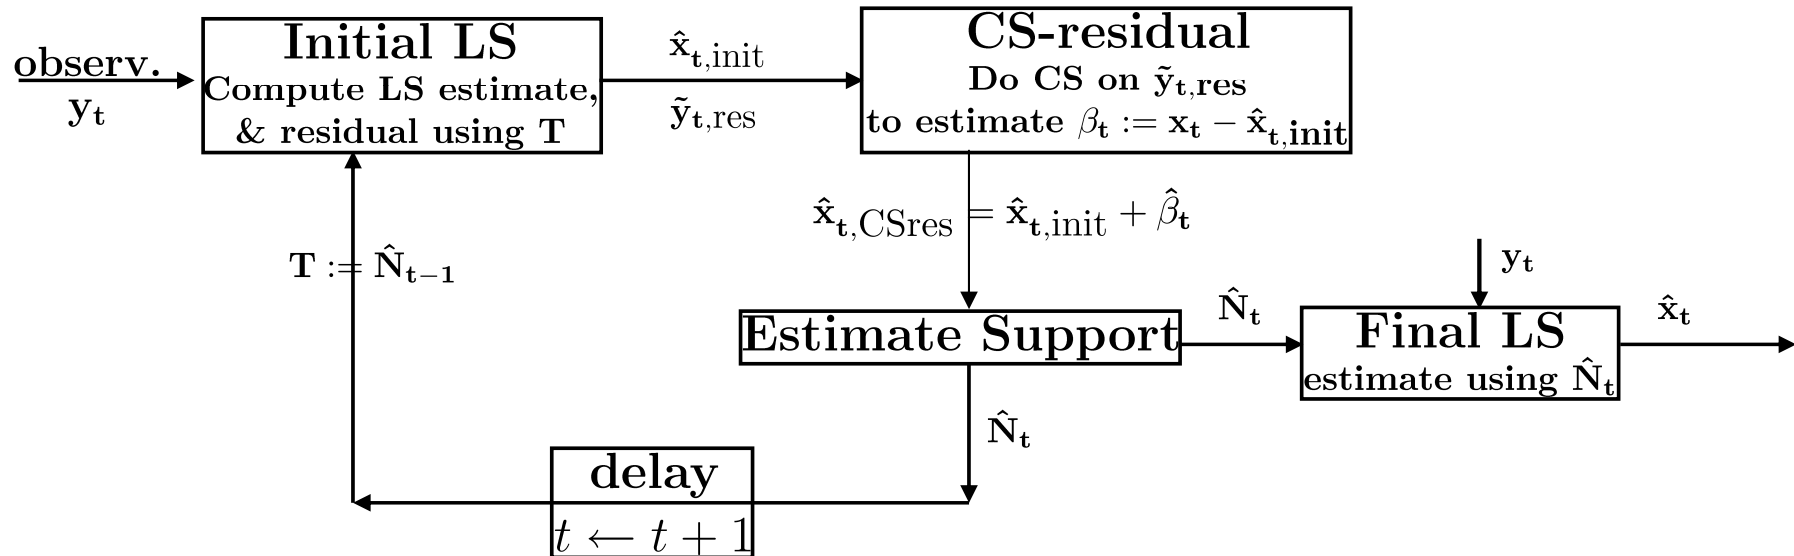 observ.
y_t
Initial LS
Compute LS estimate,
& residual using T
x̂_t,init
ỹ_t,res
CS-residual
Do CS on ỹ_t,res
to estimate β_t := x_t − x̂_t,init
x̂_t,CSres = x̂_t,init + β̂_t
T := N̂_t−1
Estimate Support
N̂_t
y_t
Final LS
estimate using N̂_t
x̂_t
N̂_t
delay
t ← t + 1